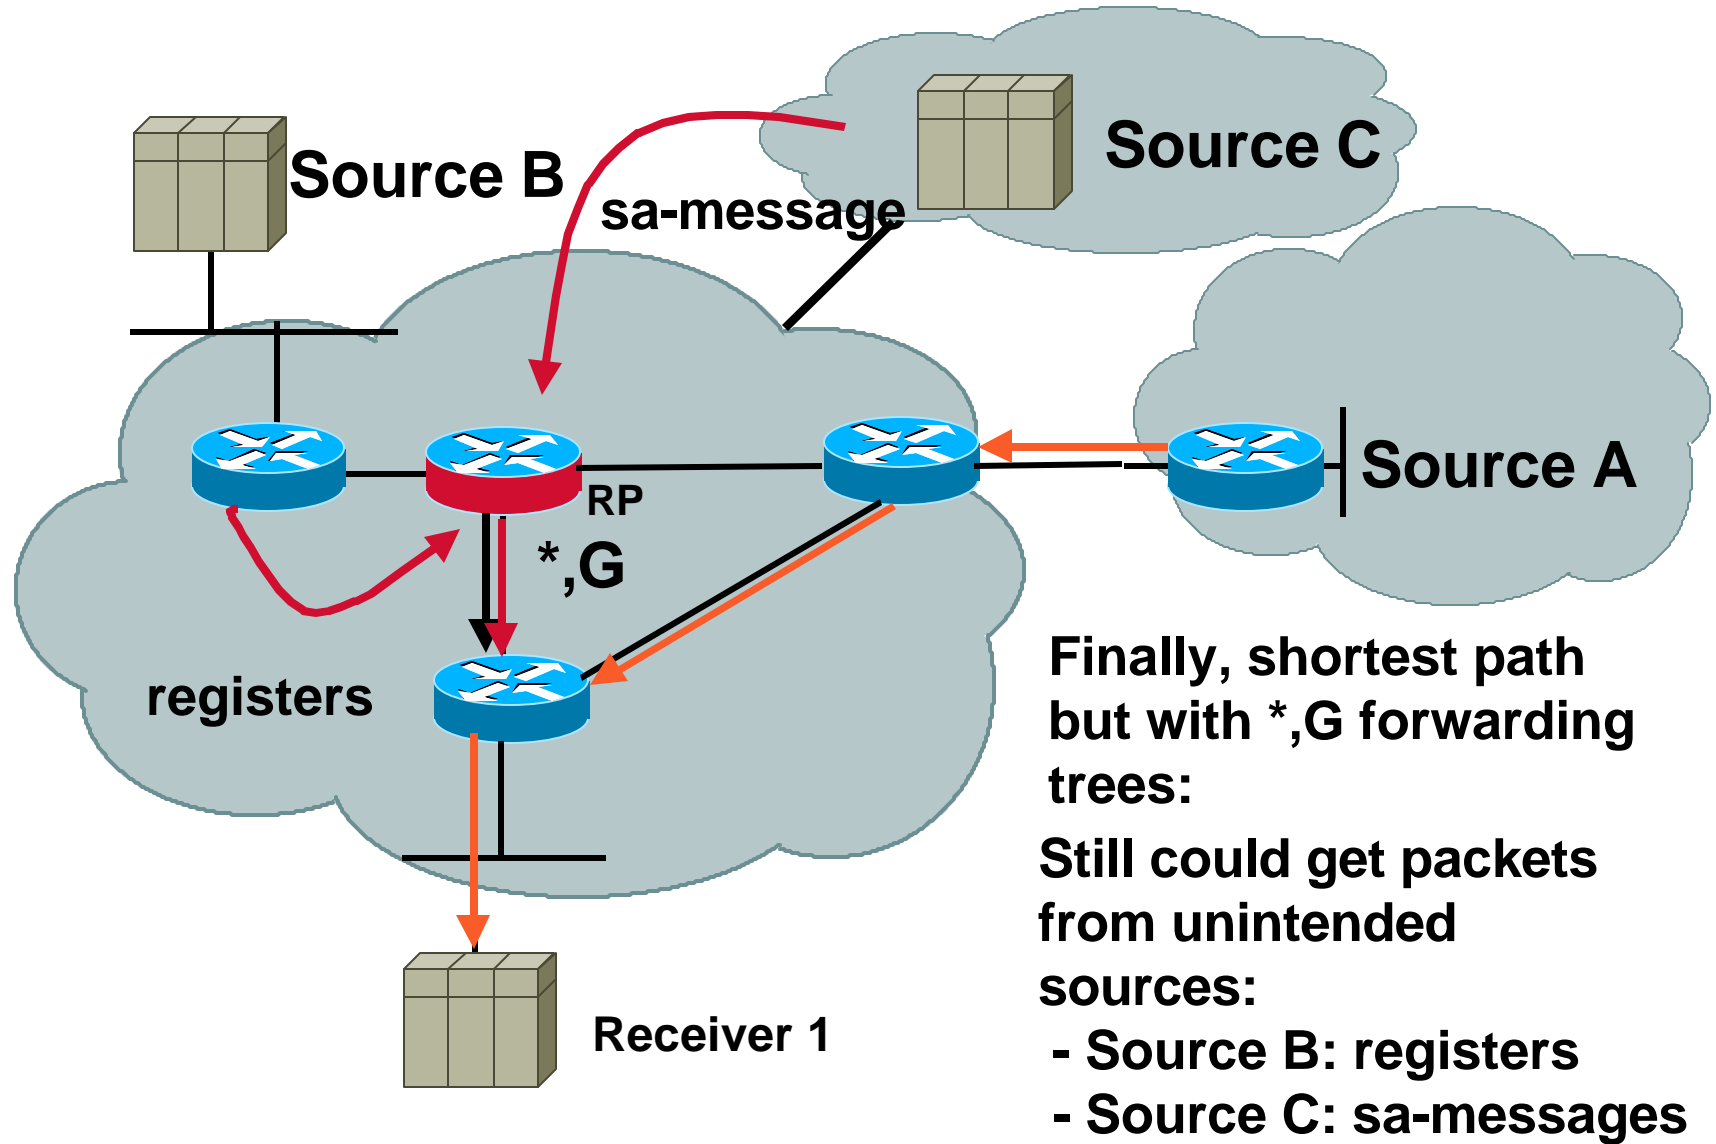 Source C
Source B
sa-message
Source A
RP
*,G
registers
Finally, shortest path
but with *,G forwarding
trees:
Still could get packets
from unintended
sources:
- Source B: registers
- Source C: sa-messages
Receiver 1